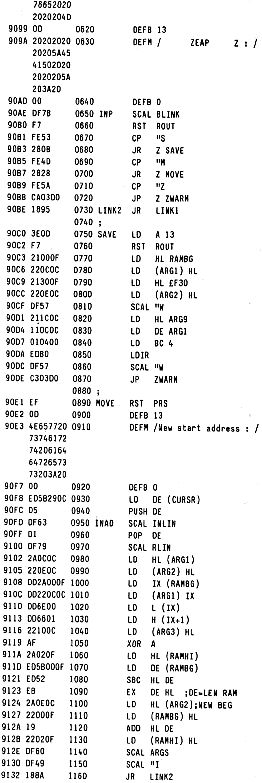 78652020
2020204D
9099 0D 0620 DEFB 13
909A 20202020 0630 DEFM / ZEAP Z : /
20205A45
41502020
2020205A
203A20
90AD 00 0640 DEFB 0
90AE DF7B 0650 INP SCAL BLINK
90B0 F7 0660 RST ROUT
90B1 FE53 0670 CP "S
90B3 280B 0680 JR Z SAVE
90B5 FE4D 0690 CP "M
90B7 2828 0700 JR Z MOVE
90B9 FE5A 0710 CP "Z
90BB CA03D0 0720 JP Z ZWARM
90BE 1895 0730 LINK2 JR LINK1
0740 ;
90C0 3E0D 0750 SAVE LD A 13
90C2 F7 0760 RST ROUT
90C3 21000F 0770 LD HL RAMBG
90C6 220C0C 0780 LD (ARG1) HL
90C9 21300F 0790 LD HL £F30
90CC 220E0C 0800 LD (ARG2) HL
90CF DF57 0810 SCAL "W
90D1 211C0C 0820 LD HL ARG9
90D4 110C0C 0830 LD DE ARG1
90D7 010400 0840 LD BC 4
90DA EDB0 0850 LDIR
90DC DF57 0860 SCAL "W
90DE C3D3D0 0870 JP ZWARM
0880 ;
90E1 EF 0890 MOVE RST PRS
90E2 0D 0900 DEFB 13
90E3 4E657720 0910 DEFM /New start address : /
73746172
74206164
64726573
73203A20
90F7 00 0920 DEFB 0
90F8 ED5B290C 0930 LD DE (CURSR)
90FC D5 0940 PUSH DE
90FD DF63 0950 INAD SCAL INLIN
90FF D1 0960 POP DE
9100 DF79 0970 SCAL RLIN
9102 2A0C0C 0980 LD HL (ARG1)
9105 220E0C 0990 LD (ARG2) HL
9108 DD2A000F 1000 LD IX (RAMBG)
910C DD220C0C 1010 LD (ARG1) IX
9110 DD6E00 1020 LD L (IX)
9113 DD6601 1030 LD H (IX+1)
9116 22100C 1040 LD (ARG3) HL
9119 AF 1050 XOR A
911A 2A020F 1060 LD HL (RAMHI)
911D ED5B000F 1070 LD DE (RAMBG)
9121 ED52 1080 SBC HL DE
9123 EB 1090 EX DE HL ;DE=LEN RAM
9124 2A0E0C 1100 LD HL (ARG2);NEW BEG
9127 22000F 1110 LD (RAMBG) HL
912A 19 1120 ADD HL DE
912B 22020F 1130 LD (RAMHI) HL
912E DF60 1140 SCAL ARGS
9130 DF49 1150 SCAL "I
9132 188A 1160 JR LINK2